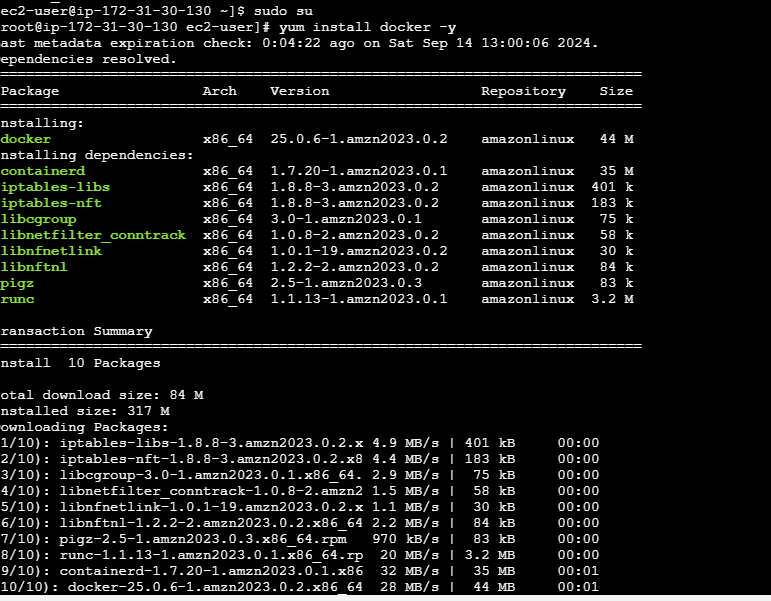 ec2-user@ip-172-31-30-130 ~]$ sudo su
root@ip-172-31-30-130 ec2-user]# yum install docker -y
ast metadata expiration check: 0:04:22 ago on Sat Sep 14 13:00:06 2024.
ependencies resolved.
================================================================================
Package                 Arch    Version                  Repository    Size
================================================================================
nstalling:
docker                  x86_64  25.0.6-1.amzn2023.0.2    amazonlinux   44 M
nstalling dependencies:
containerd              x86_64  1.7.20-1.amzn2023.0.1    amazonlinux   35 M
iptables-libs           x86_64  1.8.8-3.amzn2023.0.2     amazonlinux  401 k
iptables-nft            x86_64  1.8.8-3.amzn2023.0.2     amazonlinux  183 k
libcgroup               x86_64  3.0-1.amzn2023.0.1       amazonlinux   75 k
libnetfilter_conntrack  x86_64  1.0.8-2.amzn2023.0.2     amazonlinux   58 k
libnfnetlink            x86_64  1.0.1-19.amzn2023.0.2    amazonlinux   30 k
libnftnl                x86_64  1.2.2-2.amzn2023.0.2     amazonlinux   84 k
pigz                    x86_64  2.5-1.amzn2023.0.3       amazonlinux   83 k
runc                    x86_64  1.1.13-1.amzn2023.0.1    amazonlinux  3.2 M
ransaction Summary
================================================================================
nstall  10 Packages
otal download size: 84 M
nstalled size: 317 M
ownloading Packages:
1/10): iptables-libs-1.8.8-3.amzn2023.0.2.x 4.9 MB/s | 401 kB     00:00
2/10): iptables-nft-1.8.8-3.amzn2023.0.2.x8 4.4 MB/s | 183 kB     00:00
3/10): libcgroup-3.0-1.amzn2023.0.1.x86_64. 2.9 MB/s |  75 kB     00:00
4/10): libnetfilter_conntrack-1.0.8-2.amzn2 1.5 MB/s |  58 kB     00:00
5/10): libnfnetlink-1.0.1-19.amzn2023.0.2.x 1.1 MB/s |  30 kB     00:00
6/10): libnftnl-1.2.2-2.amzn2023.0.2.x86_64 2.2 MB/s |  84 kB     00:00
7/10): pigz-2.5-1.amzn2023.0.3.x86_64.rpm   970 kB/s |  83 kB     00:00
8/10): runc-1.1.13-1.amzn2023.0.1.x86_64.rp  20 MB/s | 3.2 MB     00:00
9/10): containerd-1.7.20-1.amzn2023.0.1.x86  32 MB/s |  35 MB     00:01
10/10): docker-25.0.6-1.amzn2023.0.2.x86_64  28 MB/s |  44 MB     00:01